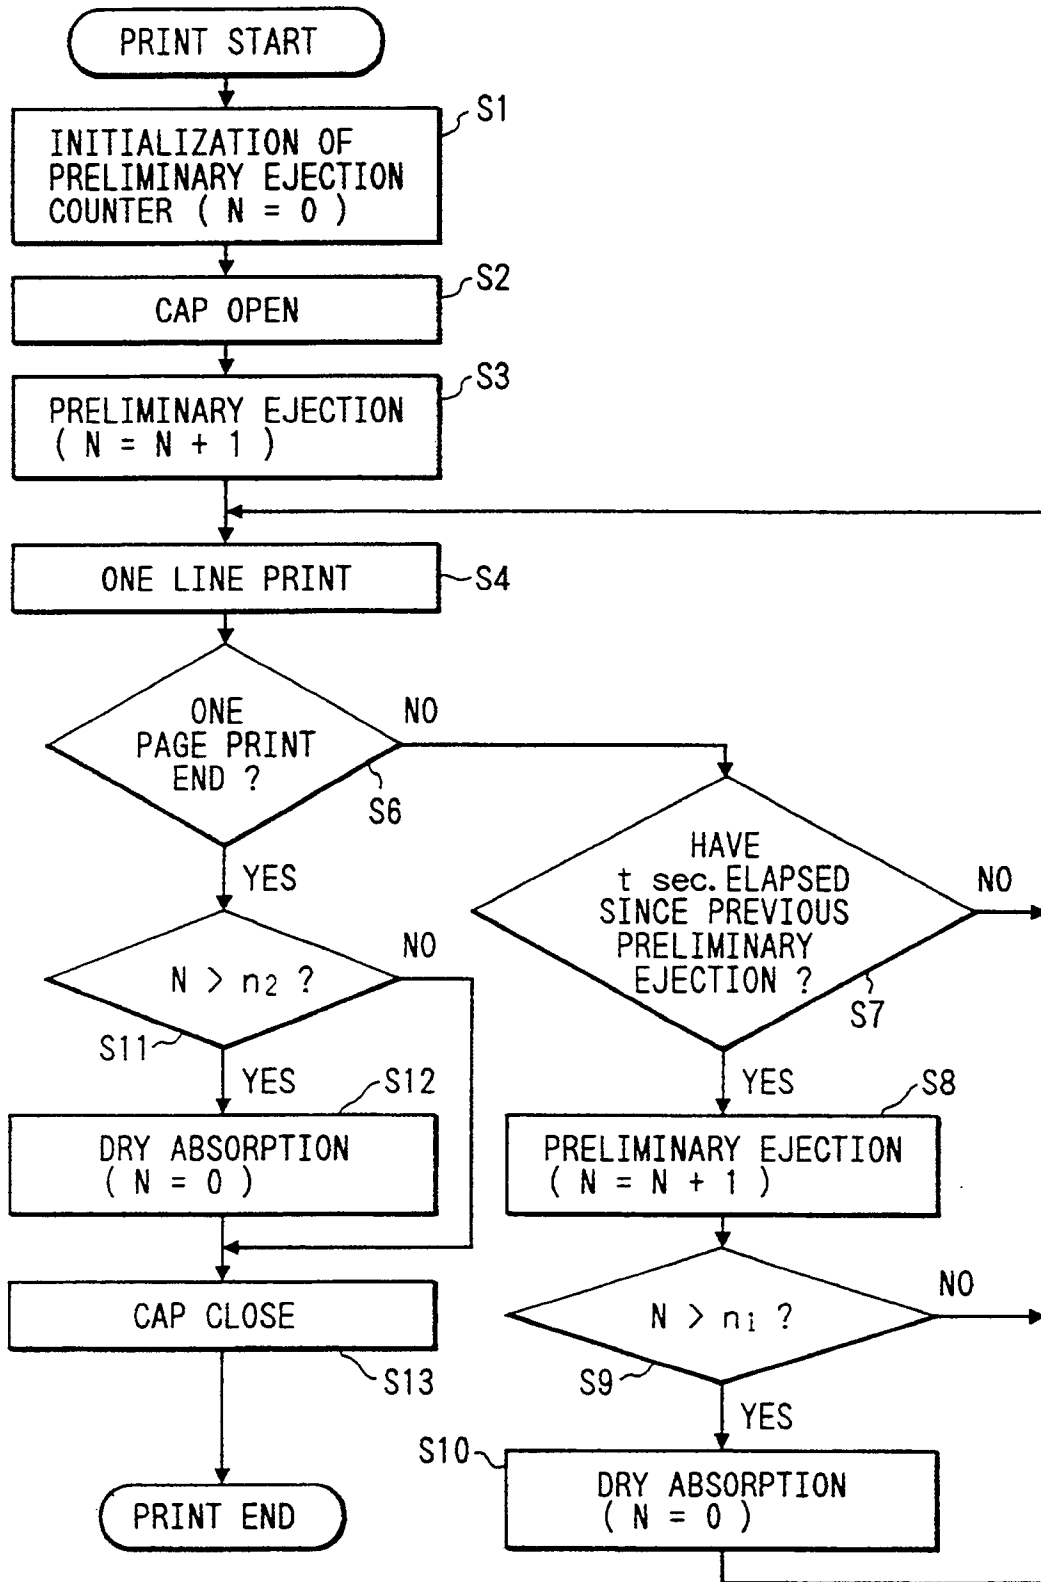 PRINT START
S1
INITIALIZATION OF
PRELIMINARY EJECTION
COUNTER ( N = 0 )
S2
CAP OPEN
S3
PRELIMINARY EJECTION
( N = N + 1 )
ONE LINE PRINT
S4
ONE
PAGE PRINT
END ?
NO
S6
YES
HAVE
t sec. ELAPSED
SINCE PREVIOUS
PRELIMINARY
EJECTION ?
NO
S7
YES
N > n2 ?
NO
S11
YES
S12
DRY ABSORPTION
( N = 0 )
S8
PRELIMINARY EJECTION
( N = N + 1 )
CAP CLOSE
S13
N > n1 ?
NO
S9
YES
S10
DRY ABSORPTION
( N = 0 )
PRINT END